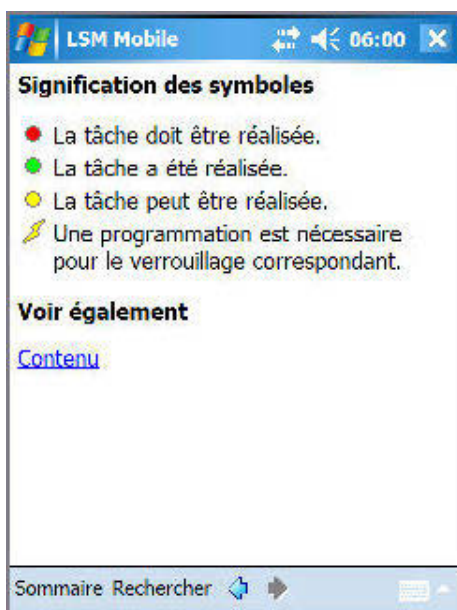 LSM Mobile 06:00
Signification des symboles
La tâche doit être réalisée.
La tâche a été réalisée.
La tâche peut être réalisée.
Une programmation est nécessaire
pour le verrouillage correspondant.
Voir également
Contenu
Sommaire Rechercher